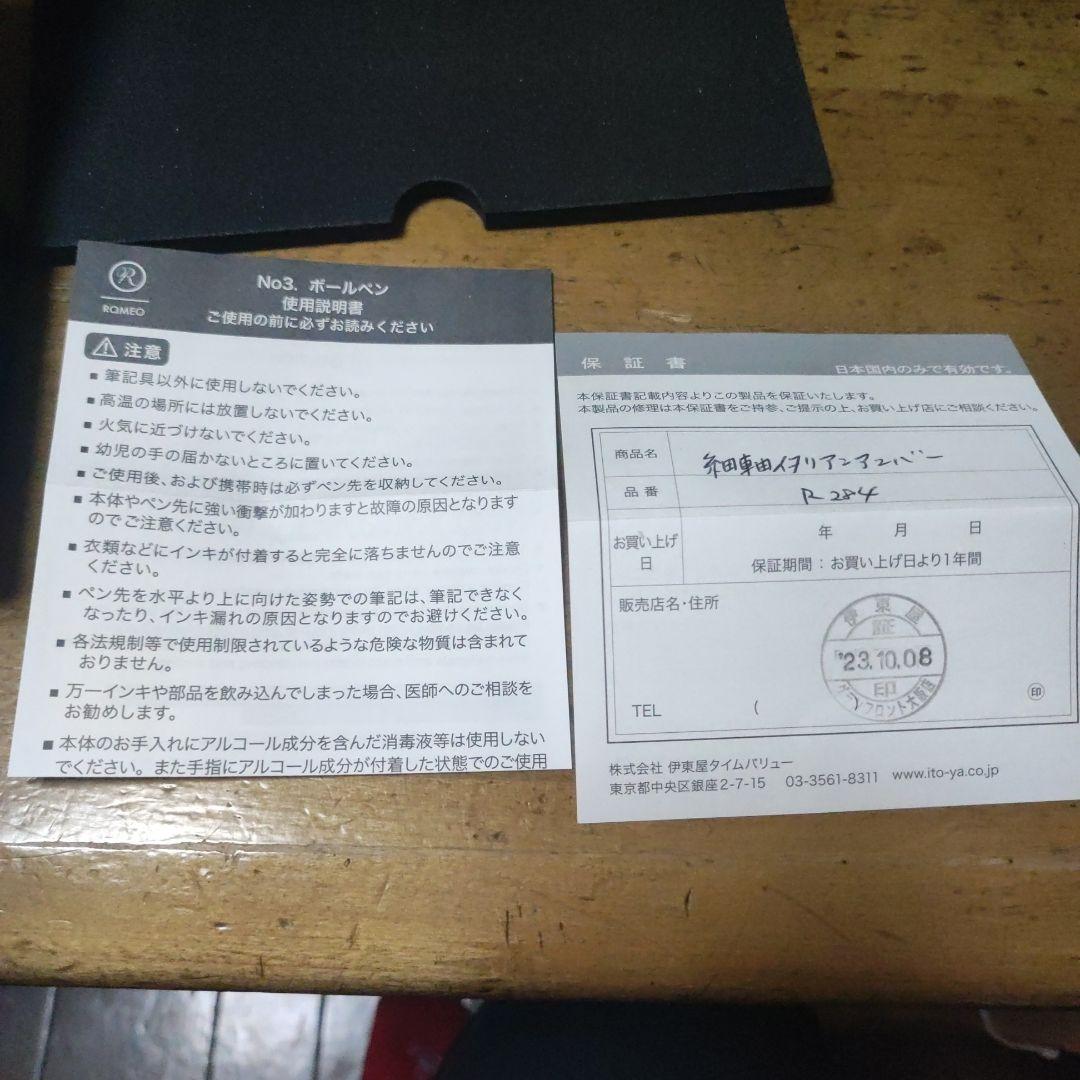 R
ROMEO
No3. ボールペン
使用説明書
ご使用の前に必ずお読みください
注意
■ 筆記具以外に使用しないでください。
■ 高温の場所には放置しないでください。
■ 火気に近づけないでください。
■ 幼児の手の届かないところに置いてください。
■ ご使用後、および携帯時は必ずペン先を収納してください。
■ 本体やペン先に強い衝撃が加わりますと故障の原因となります
のでご注意ください。
■ 衣類などにインキが付着すると完全に落ちませんのでご注意
ください。
■ ペン先を水平より上に向けた姿勢での筆記は、筆記できなく
なったり、インキ漏れの原因となりますのでお避けください。
■ 各法規制等で使用制限されているような危険な物質は含まれて
おりません。
■ 万一インキや部品を飲み込んでしまった場合、医師へのご相談を
お勧めします。
■ 本体のお手入れにアルコール成分を含んだ消毒液等は使用しない
でください。また手指にアルコール成分が付着した状態でのご使用
保証書
日本国内のみで有効です。
本保証書記載内容よりこの製品を保証いたします。
本製品の修理は本保証書をご持参、ご提示の上、お買い上げ店にご相談ください。
商品名 細軸イタリアンアンバー
品番 R284
お買い上げ日 年 月 日
保証期間：お買い上げ日より1年間
販売店名・住所
伊東屋
証
'23.10.08
印
グランフロント大阪店
TEL (
印
株式会社 伊東屋タイムバリュー
東京都中央区銀座2-7-15 03-3561-8311 www.ito-ya.co.jp